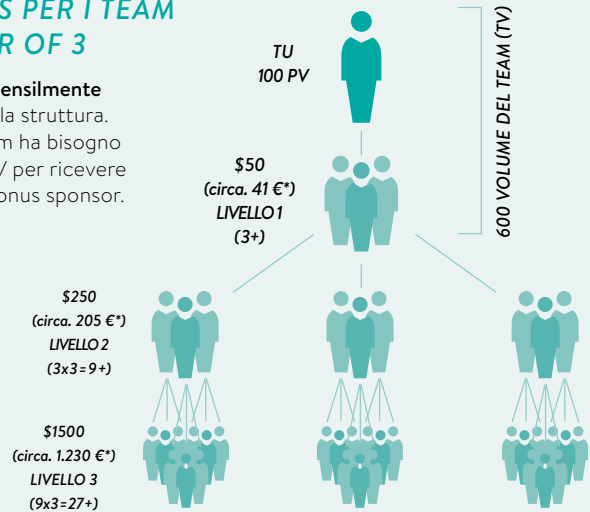 PER I TEAM
OF 3
la struttura.
ha bisogno
per ricevere
sponsor.
TU
100 PV
600 VOLUME DEL TEAM (TV)
$50
(circa. 41 €*)
LIVELLO 1
(3+)
$250
(circa. 205 €*)
LIVELLO 2
(3x3=9+)
$1500
(circa. 1.230 €*)
LIVELLO 3
(9x3=27+)